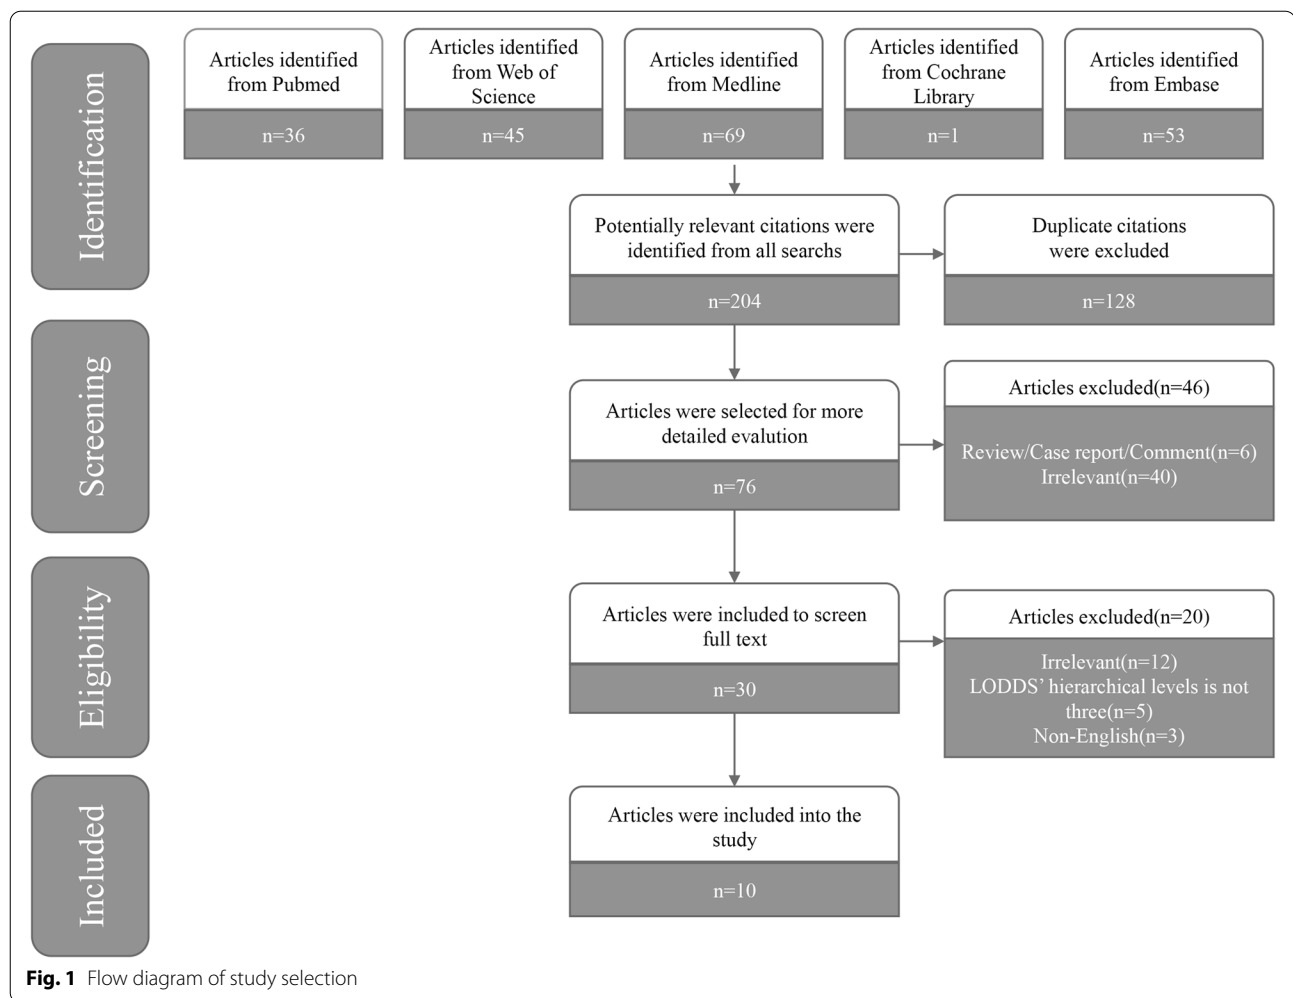 Identification
Articles identified
from Pubmed
n=36
Articles identified
from Web of
Science
n=45
Articles identified
from Medline
n=69
Articles identified
from Cochrane
Library
n=1
Articles identified
from Embase
n=53
Potentially relevant citations were
identified from all searchs
n=204
Duplicate citations
were excluded
n=128
Screening
Articles were selected for more
detailed evalution
n=76
Articles excluded(n=46)
Review/Case report/Comment(n=6)
Irrelevant(n=40)
Eligibility
Articles were included to screen
full text
n=30
Articles excluded(n=20)
Irrelevant(n=12)
LODDS’ hierarchical levels is not
three(n=5)
Non-English(n=3)
Included
Articles were included into the
study
n=10
Fig. 1 Flow diagram of study selection